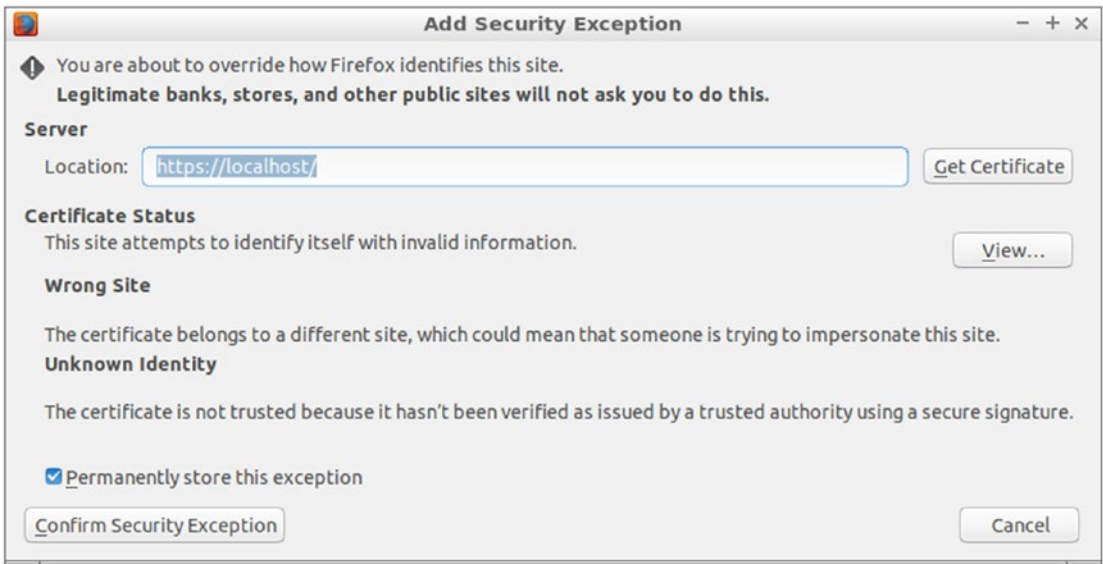 Add Security Exception
You are about to override how Firefox identifies this site.
Legitimate banks, stores, and other public sites will not ask you to do this.
Server
Location: https://localhost/ Get Certificate
Certificate Status
This site attempts to identify itself with invalid information.
View...
Wrong Site
The certificate belongs to a different site, which could mean that someone is trying to impersonate this site.
Unknown Identity
The certificate is not trusted because it hasn't been verified as issued by a trusted authority using a secure signature.
Permanently store this exception
Confirm Security Exception Cancel